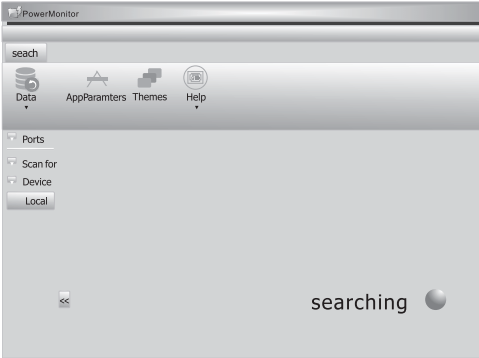 PowerMonitor
seach
Data AppParamters Themes Help
Ports
Scan for
Device
Local
<<
searching